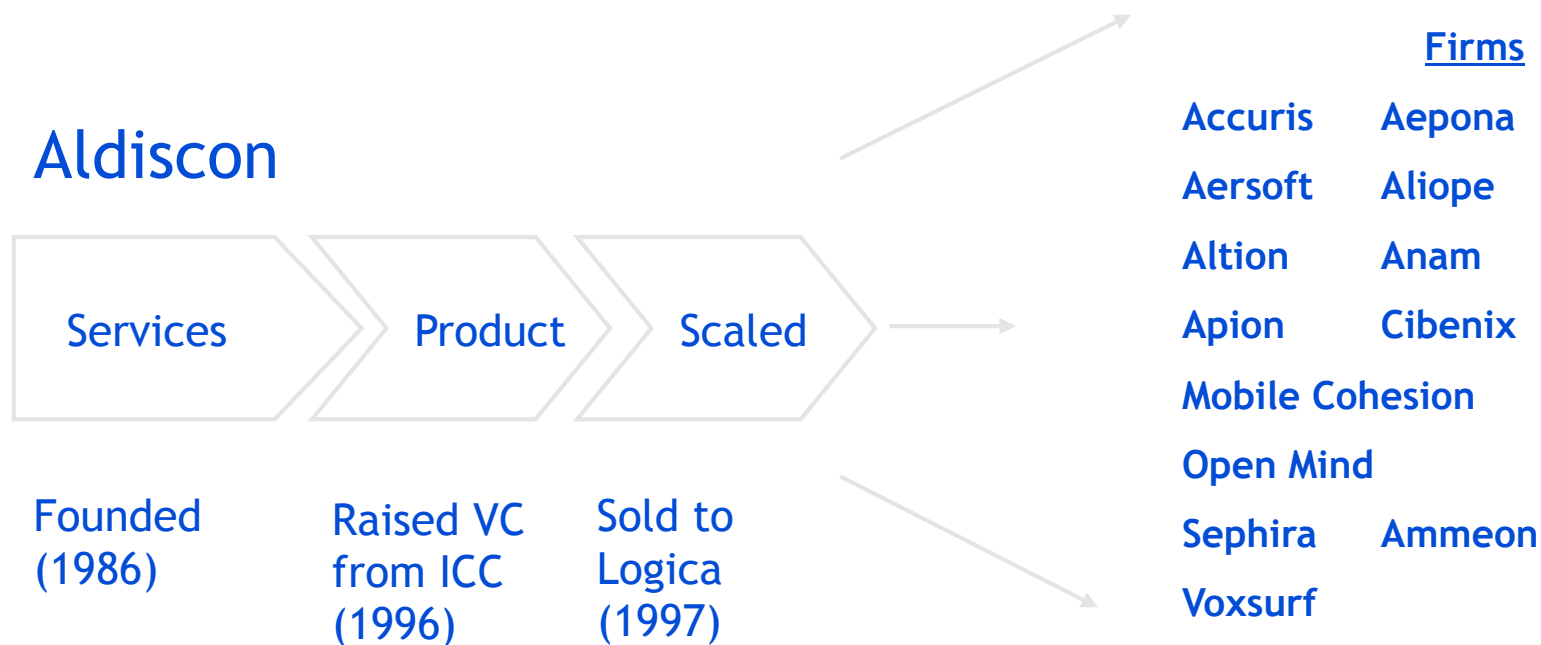 Aldiscon
Services
Product
Scaled
Founded
(1986)
Raised VC
from ICC
(1996)
Sold to
Logica
(1997)
Firms
Accuris Aepona
Aersoft Aliope
Altion Anam
Apion Cibenix
Mobile Cohesion
Open Mind
Sephira Ammeon
Voxsurf